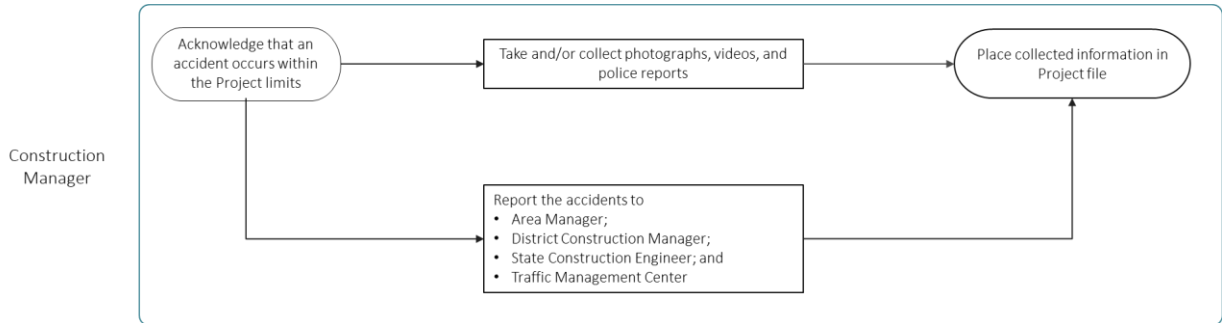 Construction
Manager
Acknowledge that an
accident occurs within
the Project limits
Take and/or collect photographs, videos, and
police reports
Place collected information in
Project file
Report the accidents to
• Area Manager;
• District Construction Manager;
• State Construction Engineer; and
• Traffic Management Center